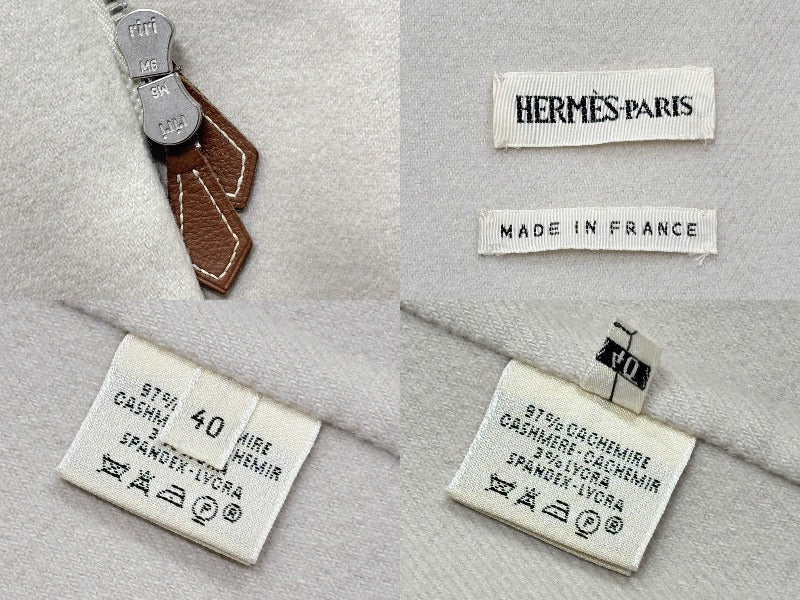 riri
M6
M6
riri
HERMÈS-PARIS
MADE IN FRANCE
97%
CASHM
40
MIRE
3
CHEMIR
SPANDEX-LYCRA
P
R
40
97% CACHEMIRE
CASHMERE-CACHEMIR
3% LYCRA
SPANDEX-LYCRA
P
R